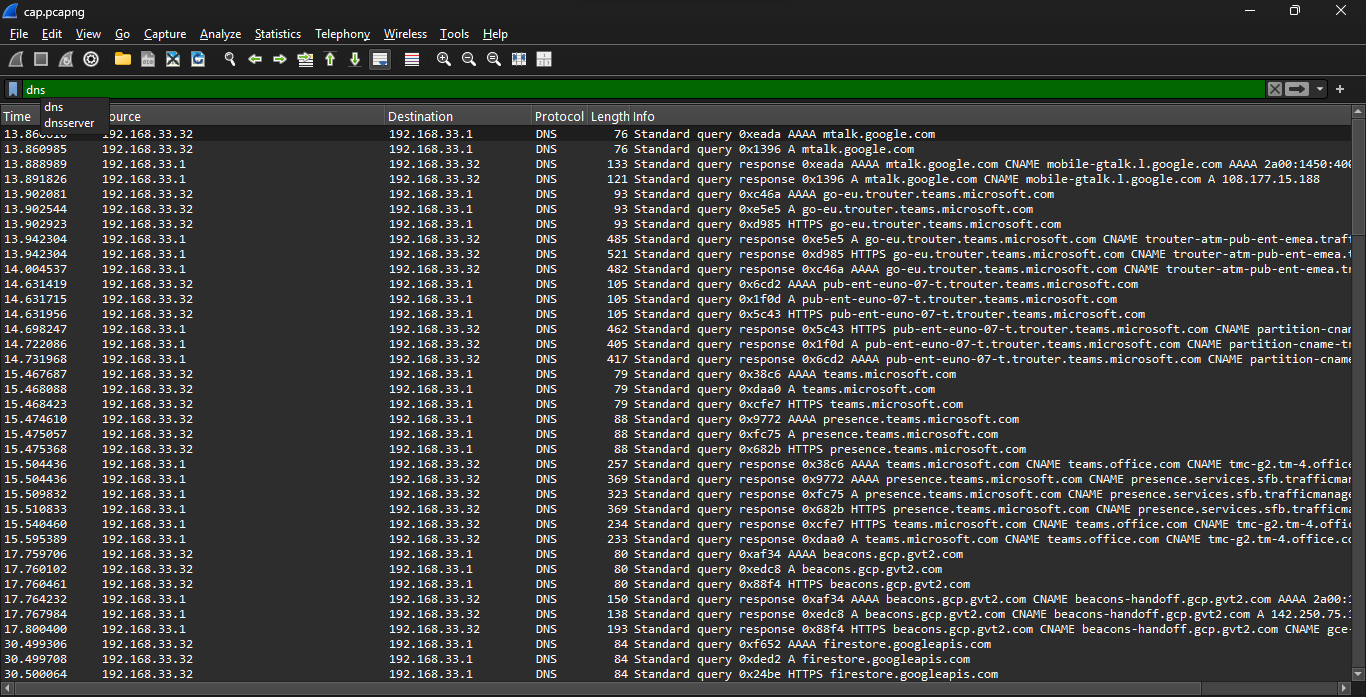 cap.pcapng
File Edit View Go Capture Analyze Statistics Telephony Wireless Tools Help
dns
dns
dnsserver
Time ource Destination Protocol Length Info
192.168.33.32 192.168.33.1 DNS 76 Standard query 0xeada AAAA mtalk.google.com
13.860985 192.168.33.32 192.168.33.1 DNS 76 Standard query 0x1396 A mtalk.google.com
13.888989 192.168.33.1 192.168.33.32 DNS 133 Standard query response 0xeada AAAA mtalk.google.com CNAME mobile-gtalk.l.google.com AAAA 2a00:1450:400
13.891826 192.168.33.1 192.168.33.32 DNS 121 Standard query response 0x1396 A mtalk.google.com CNAME mobile-gtalk.l.google.com A 108.177.15.188
13.902081 192.168.33.32 192.168.33.1 DNS 93 Standard query 0xc46a AAAA go-eu.trouter.teams.microsoft.com
13.902544 192.168.33.32 192.168.33.1 DNS 93 Standard query 0xe5e5 A go-eu.trouter.teams.microsoft.com
13.902923 192.168.33.32 192.168.33.1 DNS 93 Standard query 0xd985 HTTPS go-eu.trouter.teams.microsoft.com
13.942304 192.168.33.1 192.168.33.32 DNS 485 Standard query response 0xe5e5 A go-eu.trouter.teams.microsoft.com CNAME trouter-atm-pub-ent-emea.traf
13.942304 192.168.33.1 192.168.33.32 DNS 521 Standard query response 0xd985 HTTPS go-eu.trouter.teams.microsoft.com CNAME trouter-atm-pub-ent-emea.
14.004537 192.168.33.1 192.168.33.32 DNS 482 Standard query response 0xc46a AAAA go-eu.trouter.teams.microsoft.com CNAME trouter-atm-pub-ent-emea.t
14.631419 192.168.33.32 192.168.33.1 DNS 105 Standard query 0x6cd2 AAAA pub-ent-euno-07-t.trouter.teams.microsoft.com
14.631715 192.168.33.32 192.168.33.1 DNS 105 Standard query 0x1f0d A pub-ent-euno-07-t.trouter.teams.microsoft.com
14.631956 192.168.33.32 192.168.33.1 DNS 105 Standard query 0x5c43 HTTPS pub-ent-euno-07-t.trouter.teams.microsoft.com
14.698247 192.168.33.1 192.168.33.32 DNS 462 Standard query response 0x5c43 HTTPS pub-ent-euno-07-t.trouter.teams.microsoft.com CNAME partition-cna
14.722086 192.168.33.1 192.168.33.32 DNS 405 Standard query response 0x1f0d A pub-ent-euno-07-t.trouter.teams.microsoft.com CNAME partition-cname-t
14.731968 192.168.33.1 192.168.33.32 DNS 417 Standard query response 0x6cd2 AAAA pub-ent-euno-07-t.trouter.teams.microsoft.com CNAME partition-cname
15.467687 192.168.33.32 192.168.33.1 DNS 79 Standard query 0x38c6 AAAA teams.microsoft.com
15.468088 192.168.33.32 192.168.33.1 DNS 79 Standard query 0xdaa0 A teams.microsoft.com
15.468423 192.168.33.32 192.168.33.1 DNS 79 Standard query 0xcfe7 HTTPS teams.microsoft.com
15.474610 192.168.33.32 192.168.33.1 DNS 88 Standard query 0x9772 AAAA presence.teams.microsoft.com
15.475057 192.168.33.32 192.168.33.1 DNS 88 Standard query 0xfc75 A presence.teams.microsoft.com
15.475368 192.168.33.32 192.168.33.1 DNS 88 Standard query 0x682b HTTPS presence.teams.microsoft.com
15.504436 192.168.33.1 192.168.33.32 DNS 257 Standard query response 0x38c6 AAAA teams.microsoft.com CNAME teams.office.com CNAME tmc-g2.tm-4.office
15.504436 192.168.33.1 192.168.33.32 DNS 369 Standard query response 0x9772 AAAA presence.teams.microsoft.com CNAME presence.services.sfb.trafficma
15.509832 192.168.33.1 192.168.33.32 DNS 323 Standard query response 0xfc75 A presence.teams.microsoft.com CNAME presence.services.sfb.trafficmanage
15.510833 192.168.33.1 192.168.33.32 DNS 369 Standard query response 0x682b HTTPS presence.teams.microsoft.com CNAME presence.services.sfb.trafficm
15.540460 192.168.33.1 192.168.33.32 DNS 234 Standard query response 0xcfe7 HTTPS teams.microsoft.com CNAME teams.office.com CNAME tmc-g2.tm-4.offi
15.595389 192.168.33.1 192.168.33.32 DNS 233 Standard query response 0xdaa0 A teams.microsoft.com CNAME teams.office.com CNAME tmc-g2.tm-4.office.c
17.759706 192.168.33.32 192.168.33.1 DNS 80 Standard query 0xaf34 AAAA beacons.gcp.gvt2.com
17.760102 192.168.33.32 192.168.33.1 DNS 80 Standard query 0xedc8 A beacons.gcp.gvt2.com
17.760461 192.168.33.32 192.168.33.1 DNS 80 Standard query 0x88f4 HTTPS beacons.gcp.gvt2.com
17.764232 192.168.33.1 192.168.33.32 DNS 150 Standard query response 0xaf34 AAAA beacons.gcp.gvt2.com CNAME beacons-handoff.gcp.gvt2.com AAAA 2a00:
17.767984 192.168.33.1 192.168.33.32 DNS 138 Standard query response 0xedc8 A beacons.gcp.gvt2.com CNAME beacons-handoff.gcp.gvt2.com A 142.250.75.
17.800400 192.168.33.1 192.168.33.32 DNS 193 Standard query response 0x88f4 HTTPS beacons.gcp.gvt2.com CNAME beacons-handoff.gcp.gvt2.com CNAME gce-
30.499306 192.168.33.32 192.168.33.1 DNS 84 Standard query 0xf652 AAAA firestore.googleapis.com
30.499708 192.168.33.32 192.168.33.1 DNS 84 Standard query 0xded2 A firestore.googleapis.com
30.500064 192.168.33.32 192.168.33.1 DNS 84 Standard query 0x24be HTTPS firestore.googleapis.com